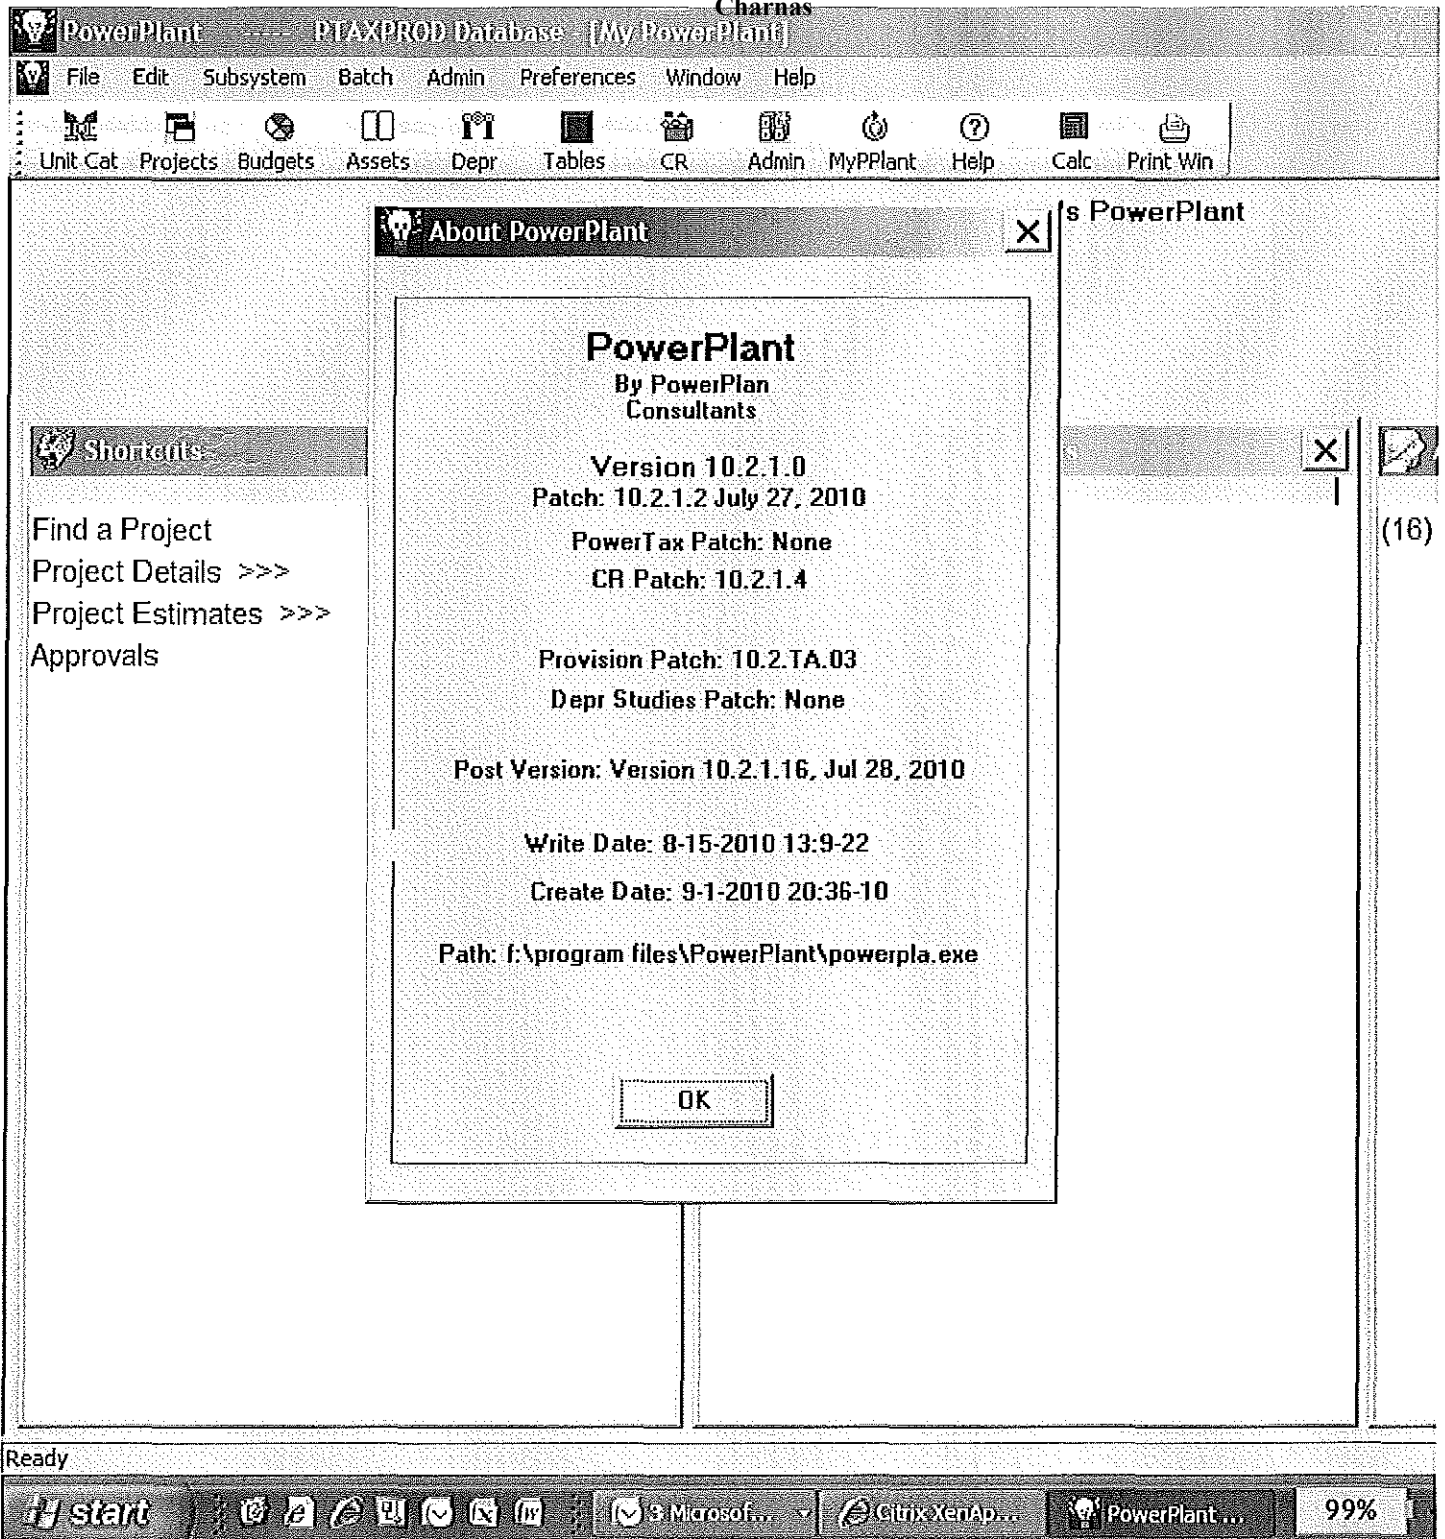 Charnas
PowerPlant ---- PTAXPROD Database - [My PowerPlant]
File Edit Subsystem Batch Admin Preferences Window Help
Unit Cat Projects Budgets Assets Depr Tables CR Admin MyPPlant Help Calc Print Win
's PowerPlant
About PowerPlant
PowerPlant
By PowerPlan
Consultants
Version 10.2.1.0
Patch: 10.2.1.2 July 27, 2010
PowerTax Patch: None
CR Patch: 10.2.1.4
Provision Patch: 10.2.TA.03
Depr Studies Patch: None
Post Version: Version 10.2.1.16, Jul 28, 2010
Write Date: 8-15-2010 13:9-22
Create Date: 9-1-2010 20:36-10
Path: f:\program files\PowerPlant\powerpla.exe
OK
Shortcuts
Find a Project
Project Details >>>
Project Estimates >>>
Approvals
(16)
Ready
start 3 Microsof... Citrix XenAp... PowerPlant ... 99%